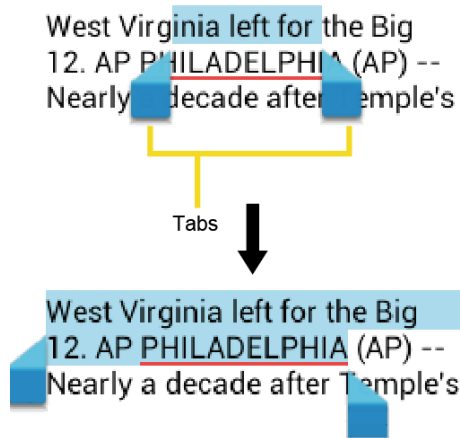 West Virginia left for the Big
12. AP PHILADELPHIA (AP) --
Nearly a decade after Temple's
Tabs
West Virginia left for the Big
12. AP PHILADELPHIA (AP) --
Nearly a decade after Temple's